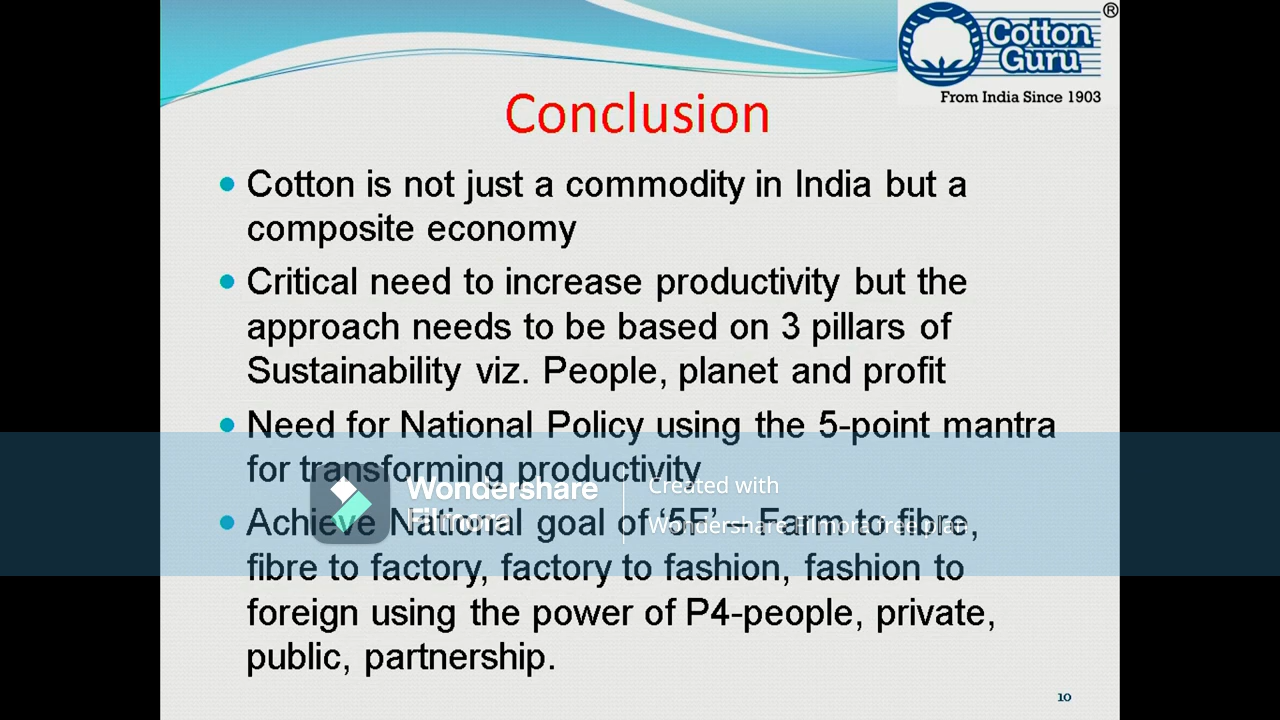 ®
Cotton
Guru
From India Since 1903
Conclusion
Cotton is not just a commodity in India but a
composite economy
Critical need to increase productivity but the
approach needs to be based on 3 pillars of
Sustainability viz. People, planet and profit
Need for National Policy using the 5-point mantra
for transforming productivity
Wondershare
Filmora
Created with
Wondershare Filmora free plan
Achieve National goal of ‘5F’ – Farm to fibre,
fibre to factory, factory to fashion, fashion to
foreign using the power of P4-people, private,
public, partnership.
10